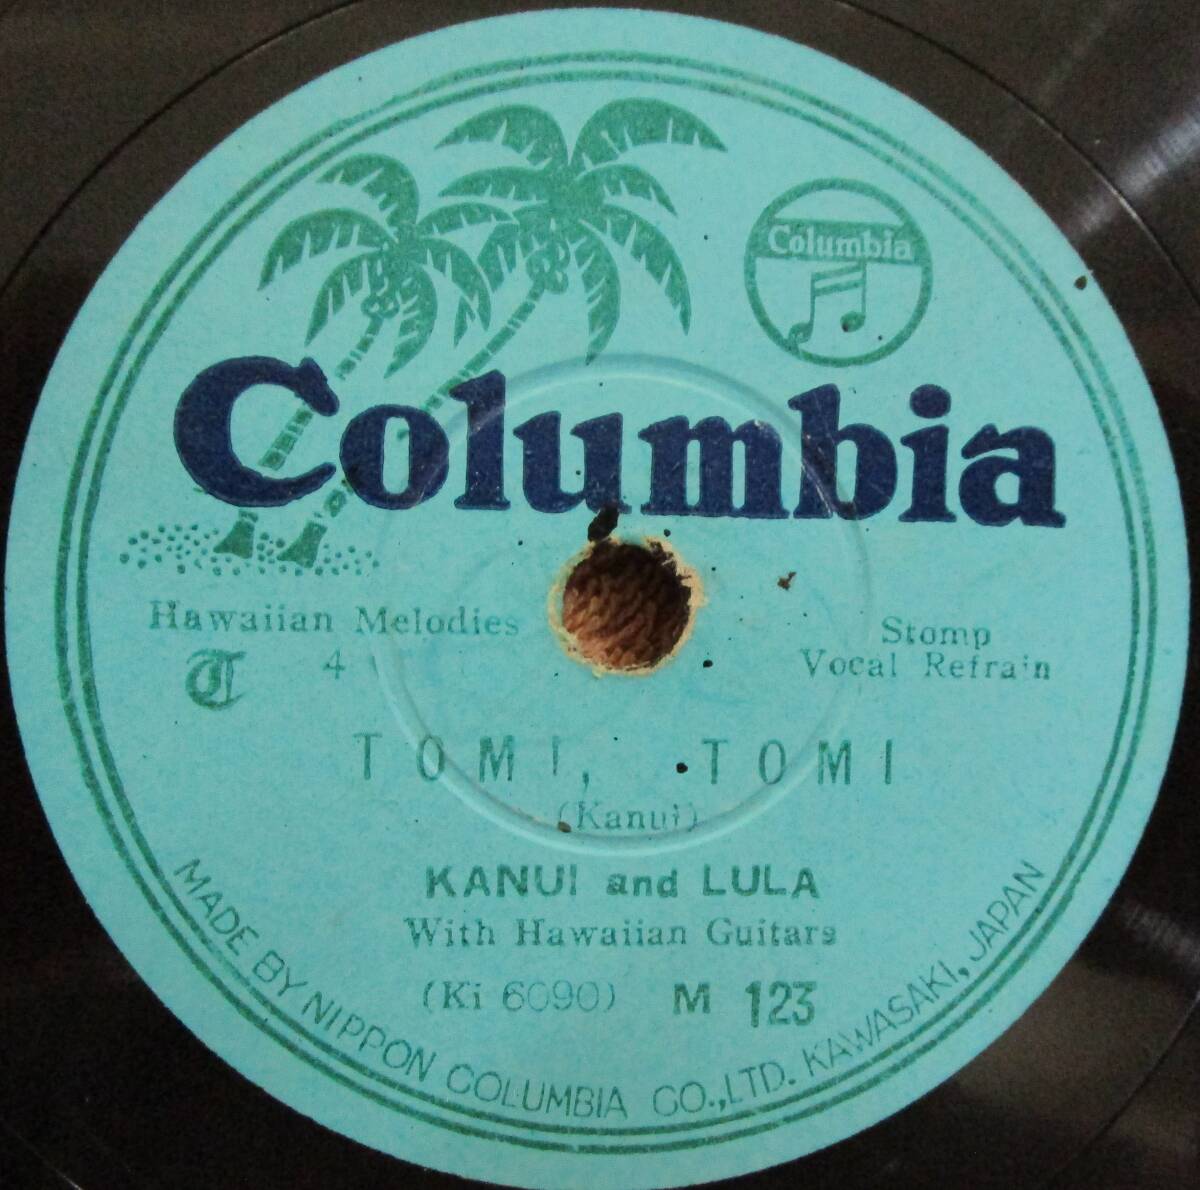 Columbia
Columbia
Hawaiian Melodies
Stomp
T 4
Vocal Refrain
TOMI, TOMI
(Kanui)
KANUI and LULA
With Hawaiian Guitars
(Ki 6090) M 123
MADE BY NIPPON COLUMBIA CO.,LTD. KAWASAKI, JAPAN